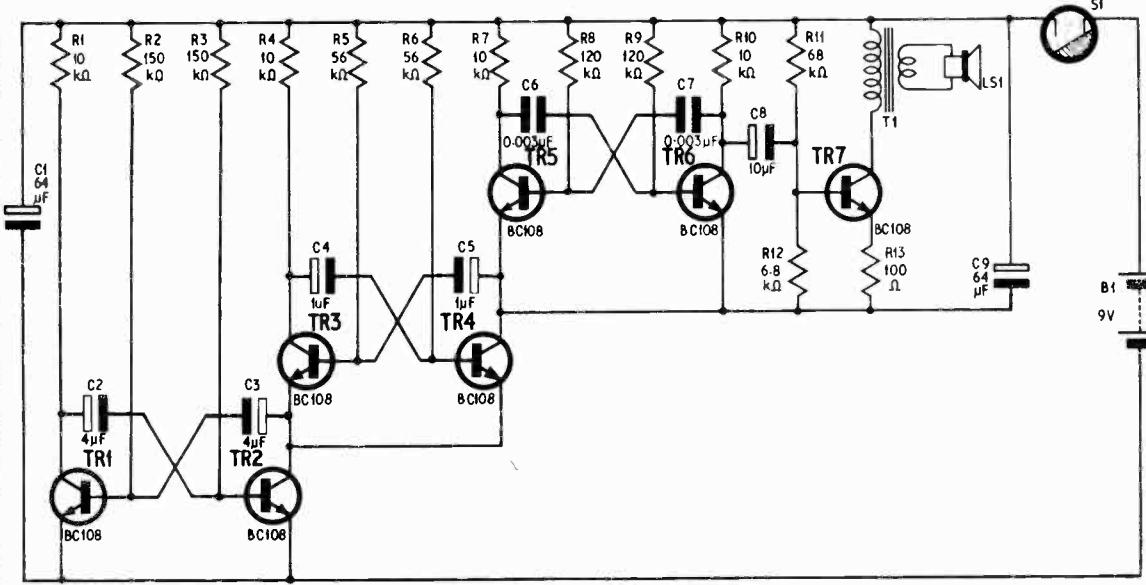 S1
R1
10
kΩ
R2
150
kΩ
R3
150
kΩ
R4
10
kΩ
R5
56
kΩ
R6
56
kΩ
R7
10
kΩ
R8
120
kΩ
R9
120
kΩ
R10
10
kΩ
R11
68
kΩ
LS1
T1
C6
0·003µF
C7
0·003µF
C8
10µF
TR5
TR6
TR7
BC108
BC108
BC108
C1
64
µF
C4
1µF
C5
1µF
TR3
TR4
BC108
BC108
R12
6·8
kΩ
R13
100
Ω
C9
64
µF
B1
9V
C2
4µF
C3
4µF
TR1
TR2
BC108
BC108